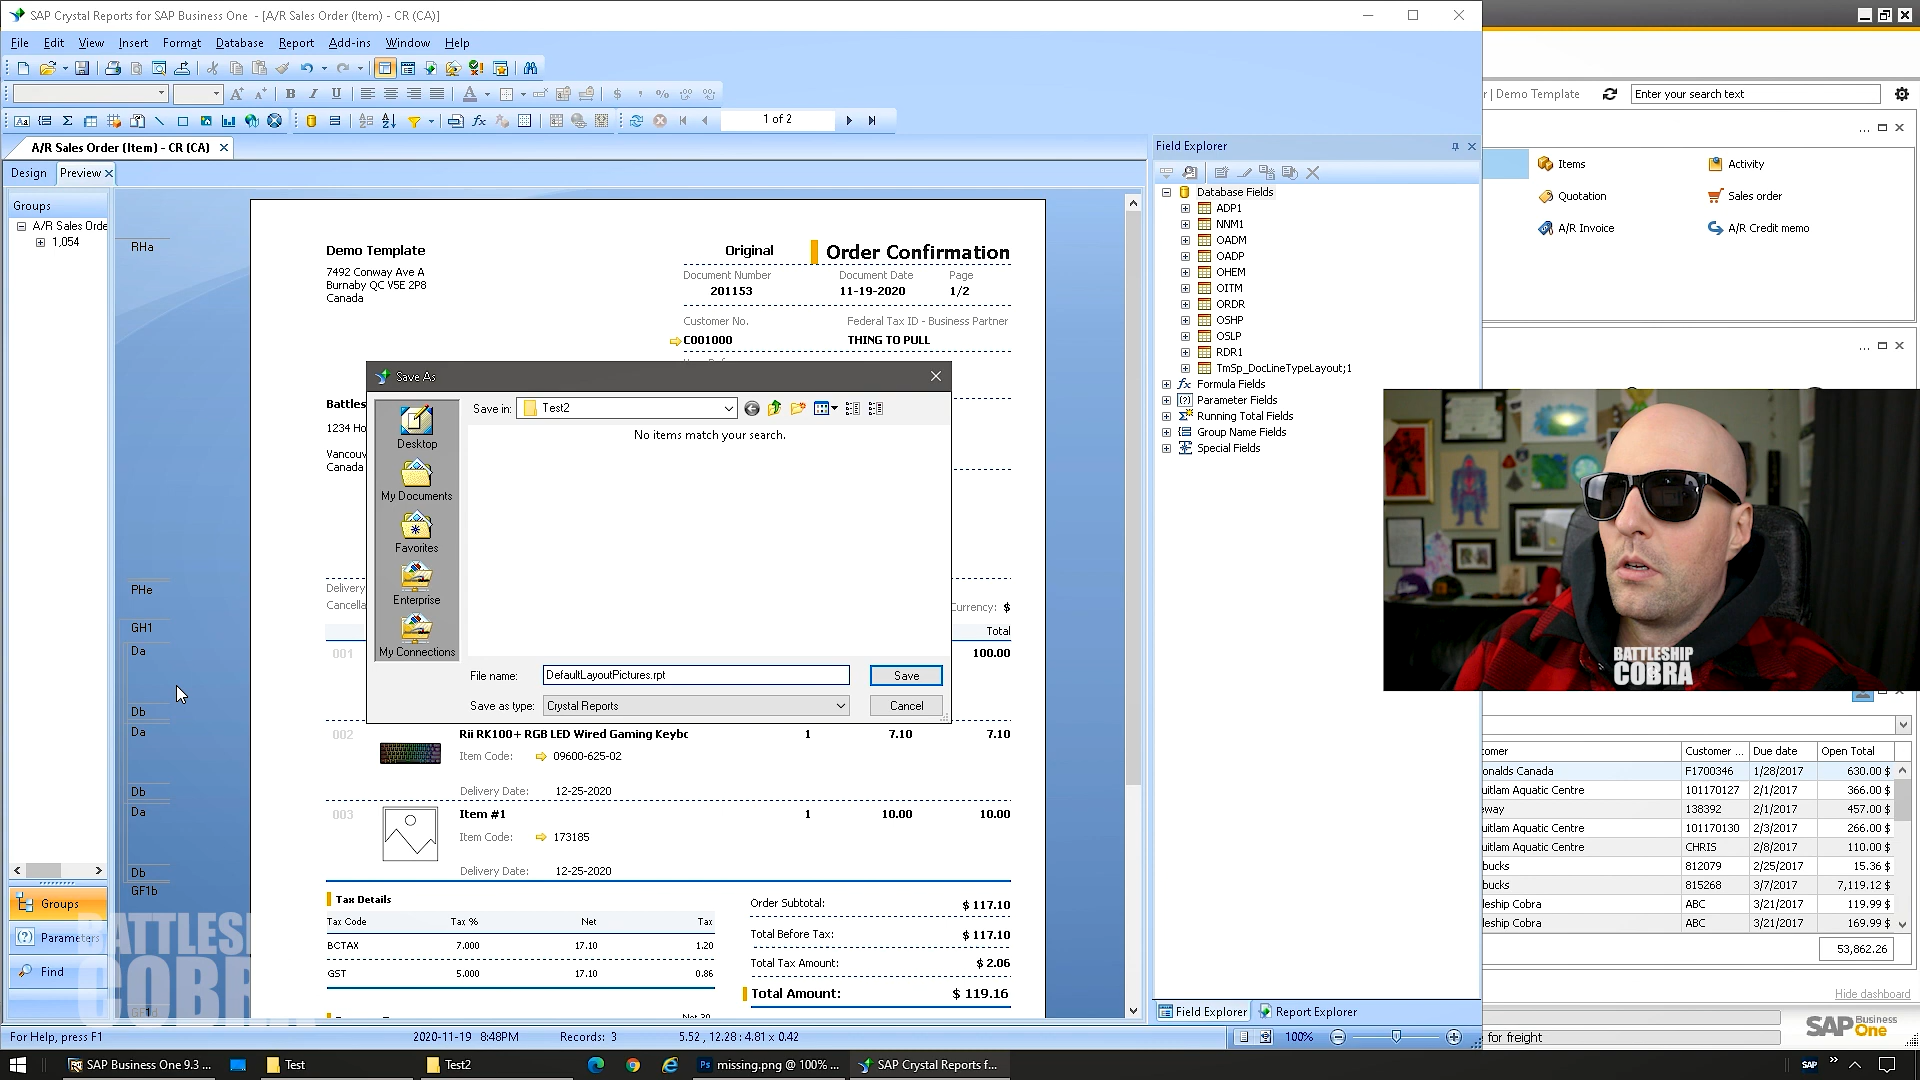 SAP Crystal Reports for SAP Business One - [A/R Sales Order (Item) - CR (CA)]
File Edit View Insert Format Database Report Add-ins Window Help
1 of 2
A/R Sales Order (Item) - CR (CA)
Design Preview
Groups
A/R Sales Orde
1,054
RHa
PHe
GH1
Da
Db
Da
Db
Da
Db
GF1b
GF1d
Groups
Parameters
Find
Demo Template
7492 Conway Ave A
Burnaby QC V5E 2P8
Canada
Original Order Confirmation
Document Number Document Date Page
201153 11-19-2020 1/2
Customer No. Federal Tax ID - Business Partner
C001000 THING TO PULL
Battles
1234 Ho
Vancouv
Canada
Delivery
Cancella
Currency: $
Total
001 100.00
Save As
Save in: Test2
No items match your search.
Desktop
My Documents
Favorites
Enterprise
My Connections
File name: DefaultLayoutPictures.rpt Save
Save as type: Crystal Reports Cancel
002 Rii RK100+ RGB LED Wired Gaming Keybc 1 7.10 7.10
Item Code: 09600-625-02
Delivery Date: 12-25-2020
003 Item #1 1 10.00 10.00
Item Code: 173185
Delivery Date: 12-25-2020
Tax Details
Tax Code Tax % Net Tax
BCTAX 7.000 17.10 1.20
GST 5.000 17.10 0.86
Order Subtotal: $ 117.10
Total Before Tax: $ 117.10
Total Tax Amount: $ 2.06
Total Amount: $ 119.16
Net 30
Field Explorer
Database Fields
ADP1
NNM1
OADM
OADP
OHEM
OITM
ORDR
OSHP
OSLP
RDR1
TmSp_DocLineTypeLayout;1
Formula Fields
Parameter Fields
Running Total Fields
Group Name Fields
Special Fields
Field Explorer Report Explorer
For Help, press F1 2020-11-19 8:48PM Records: 3 5.52 , 12.28 : 4.81 x 0.42 100%
r | Demo Template Enter your search text
Items Activity
Quotation Sales order
A/R Invoice A/R Credit memo
BATTLESHIP
COBRA
tomer Customer ... Due date Open Total
onalds Canada F1700346 1/28/2017 630.00 $
uitlam Aquatic Centre 101170127 2/1/2017 366.00 $
eway 138392 2/1/2017 457.00 $
uitlam Aquatic Centre 101170130 2/3/2017 266.00 $
uitlam Aquatic Centre CHRIS 2/8/2017 110.00 $
bucks 812079 2/25/2017 15.36 $
bucks 815268 3/7/2017 7,119.12 $
leship Cobra ABC 3/21/2017 119.99 $
leship Cobra ABC 3/21/2017 169.99 $
53,862.26
Hide dashboard
for freight
SAP Business One
BATTLESHIP
COBRA
SAP Business One 9.3 ... Test Test2 missing.png @ 100% ... SAP Crystal Reports f... SAP